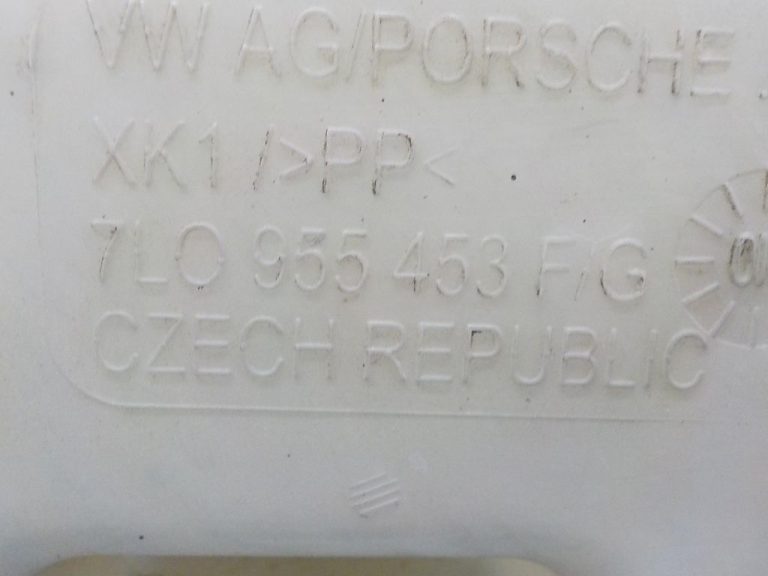 VW AG/PORSCHE
XK1 / >PP<
7L0 955 453 F/G
CZECH REPUBLIC